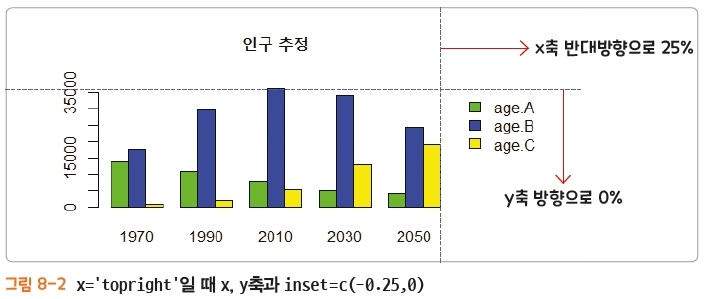 인구 추정
x축 반대방향으로 25%
35000
15000
0
age.A
age.B
age.C
y축 방향으로 0%
1970 1990 2010 2030 2050
그림 8-2 x='topright'일 때 x, y축과 inset=c(-0.25,0)